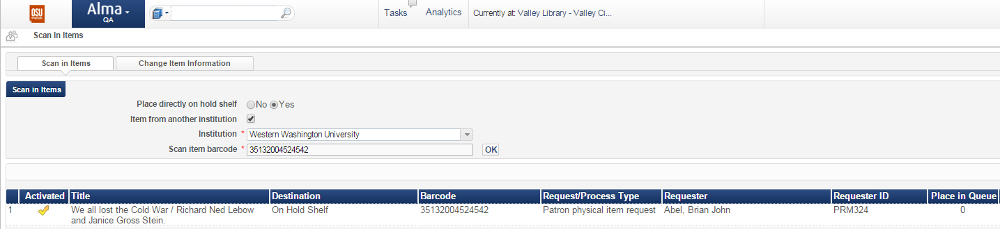 OSU
Alma
QA
Tasks
Analytics
Currently at: Valley Library - Valley Ci...
Scan In Items
Scan in Items
Change Item Information
Scan in Items
Place directly on hold shelf No Yes
Item from another institution
Institution * Western Washington University
Scan item barcode * 35132004524542 OK
Activated Title Destination Barcode Request/Process Type Requester Requester ID Place in Queue
1 We all lost the Cold War / Richard Ned Lebow On Hold Shelf 35132004524542 Patron physical item request Abel, Brian John PRM324 0
and Janice Gross Stein.